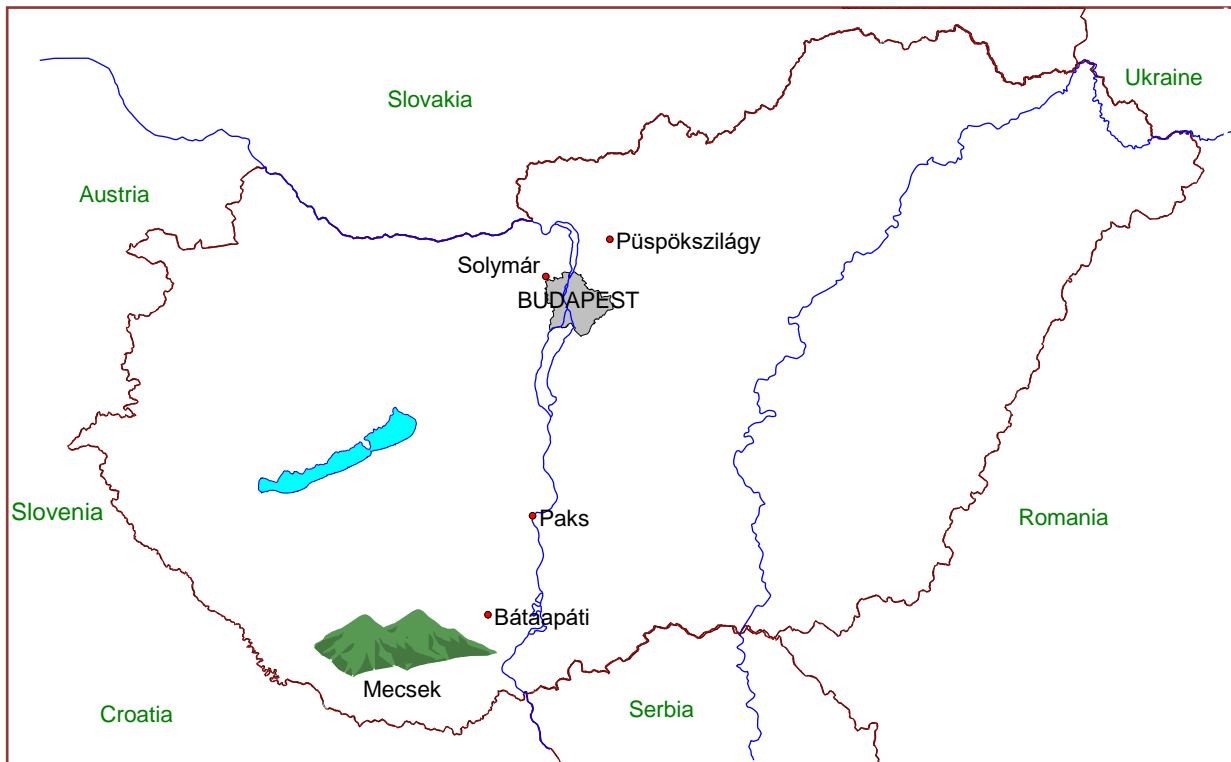 Ukraine
Slovakia
Austria
Püspökszilágy
Solymár
BUDAPEST
Slovenia
Paks
Romania
Bátaapáti
Mecsek
Croatia
Serbia